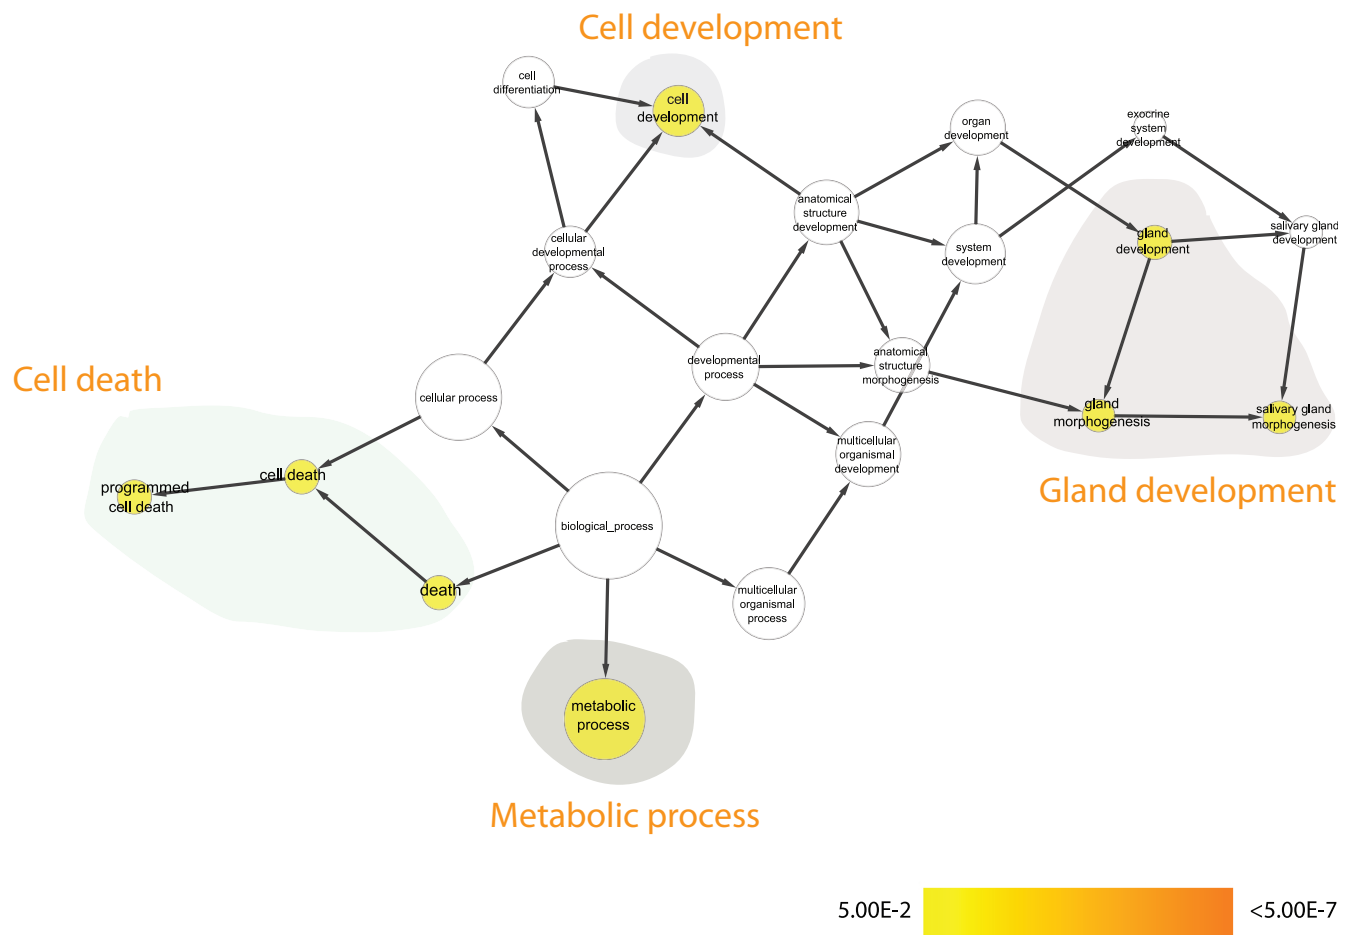 Cell development
cell
differentiation
cell
development
organ
development
exocrine
system
development
anatomical
structure
development
cellular
developmental
process
system
development
gland
development
salivary gland
development
Cell death
developmental
process
anatomical
structure
morphogenesis
cellular process
gland
morphogenesis
salivary gland
morphogenesis
multicellular
organismal
development
Gland development
cell death
programmed
cell death
biological_process
death
multicellular
organismal
process
metabolic
process
Metabolic process
5.00E-2
<5.00E-7